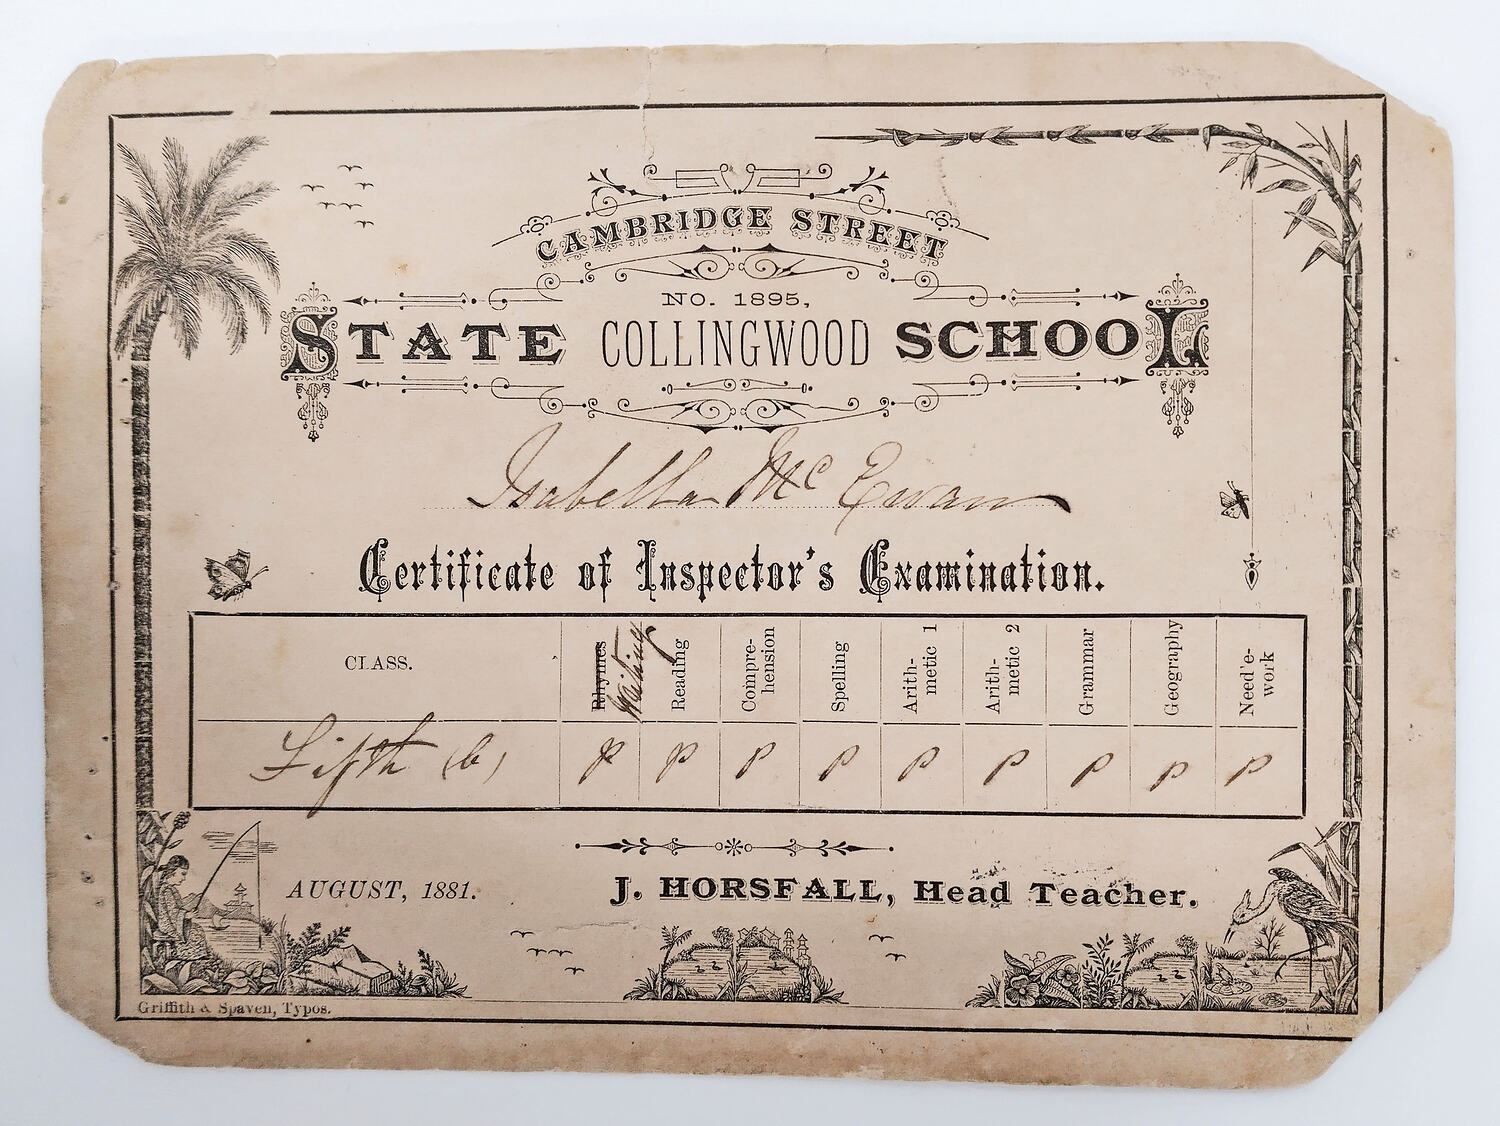 CAMBRIDGE STREET
NO. 1895,
STATE COLLINGWOOD SCHOOL
Isabella Mc Ewan
Certificate of Inspector's Examination.
CLASS. Rhymes Writing Reading Compre-hension Spelling Arith-metic 1 Arith-metic 2 Grammar Geography Need'e-work
Fifth (b) P P P P P P P P P
AUGUST, 1881. J. HORSFALL, Head Teacher.
Griffith & Spaven, Typos.